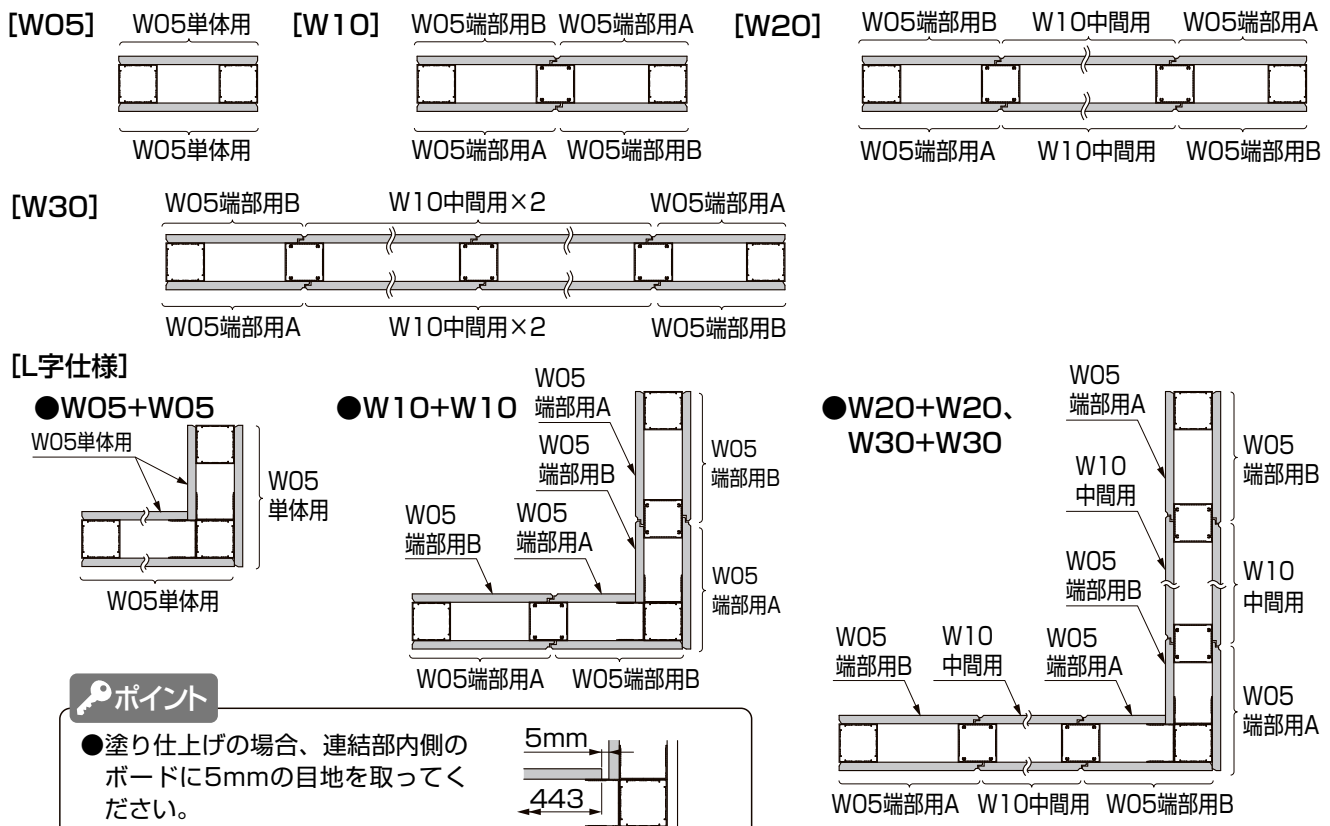 [W05]
W05単体用
W05単体用
[W10]
W05端部用B W05端部用A
W05端部用A W05端部用B
[W20]
W05端部用B W10中間用 W05端部用A
W05端部用A W10中間用 W05端部用B
[W30]
W05端部用B W10中間用×2 W05端部用A
W05端部用A W10中間用×2 W05端部用B
[L字仕様]
●W05+W05
W05単体用
W05
単体用
W05単体用
●W10+W10
W05
端部用A
W05
端部用B
W05
端部用B
W05
端部用B
W05
端部用A
W05
端部用A
W05端部用A W05端部用B
●W20+W20、
W30+W30
W05
端部用A
W10
中間用
W05
端部用B
W05
端部用B
W10
中間用
W05
端部用B
W10
中間用
W05
端部用A
W05
端部用A
W05端部用A W10中間用 W05端部用B
ポイント
●塗り仕上げの場合、連結部内側の
ボードに5mmの目地を取ってく
ださい。
5mm
443